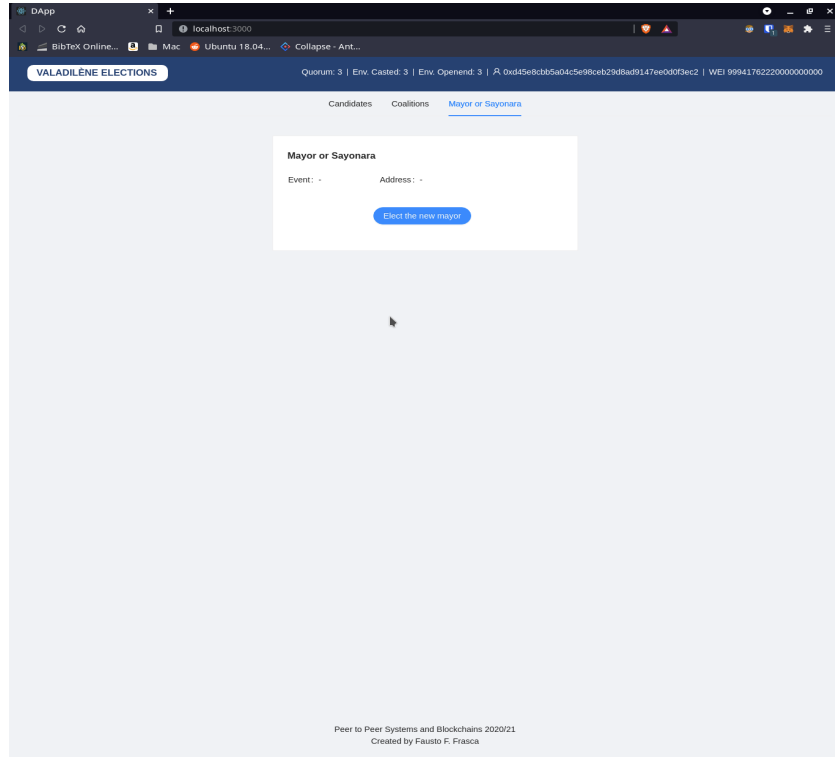 DApp
localhost:3000
BibTeX Online... Mac Ubuntu 18.04... Collapse - Ant...
VALADILÈNE ELECTIONS Quorum: 3 | Env. Casted: 3 | Env. Openend: 3 | 0xd45e8cbb5a04c5e98ceb29d8ad9147ee0d0f3ec2 | WEI 99941762220000000000
Candidates Coalitions Mayor or Sayonara
Mayor or Sayonara
Event: - Address: -
Elect the new mayor
Peer to Peer Systems and Blockchains 2020/21
Created by Fausto F. Frasca